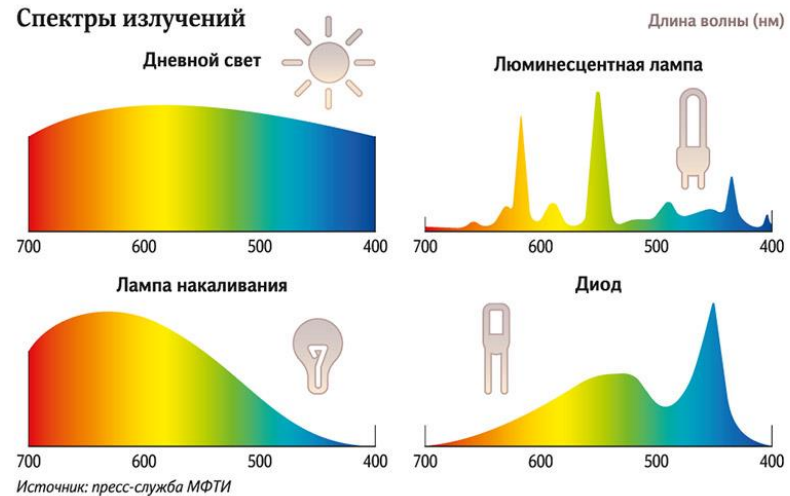 Спектры излучений
Длина волны (нм)
Дневной свет
Люминесцентная лампа
700 600 500 400
700 600 500 400
Лампа накаливания
Диод
700 600 500 400
700 600 500 400
Источник: пресс-служба МФТИ